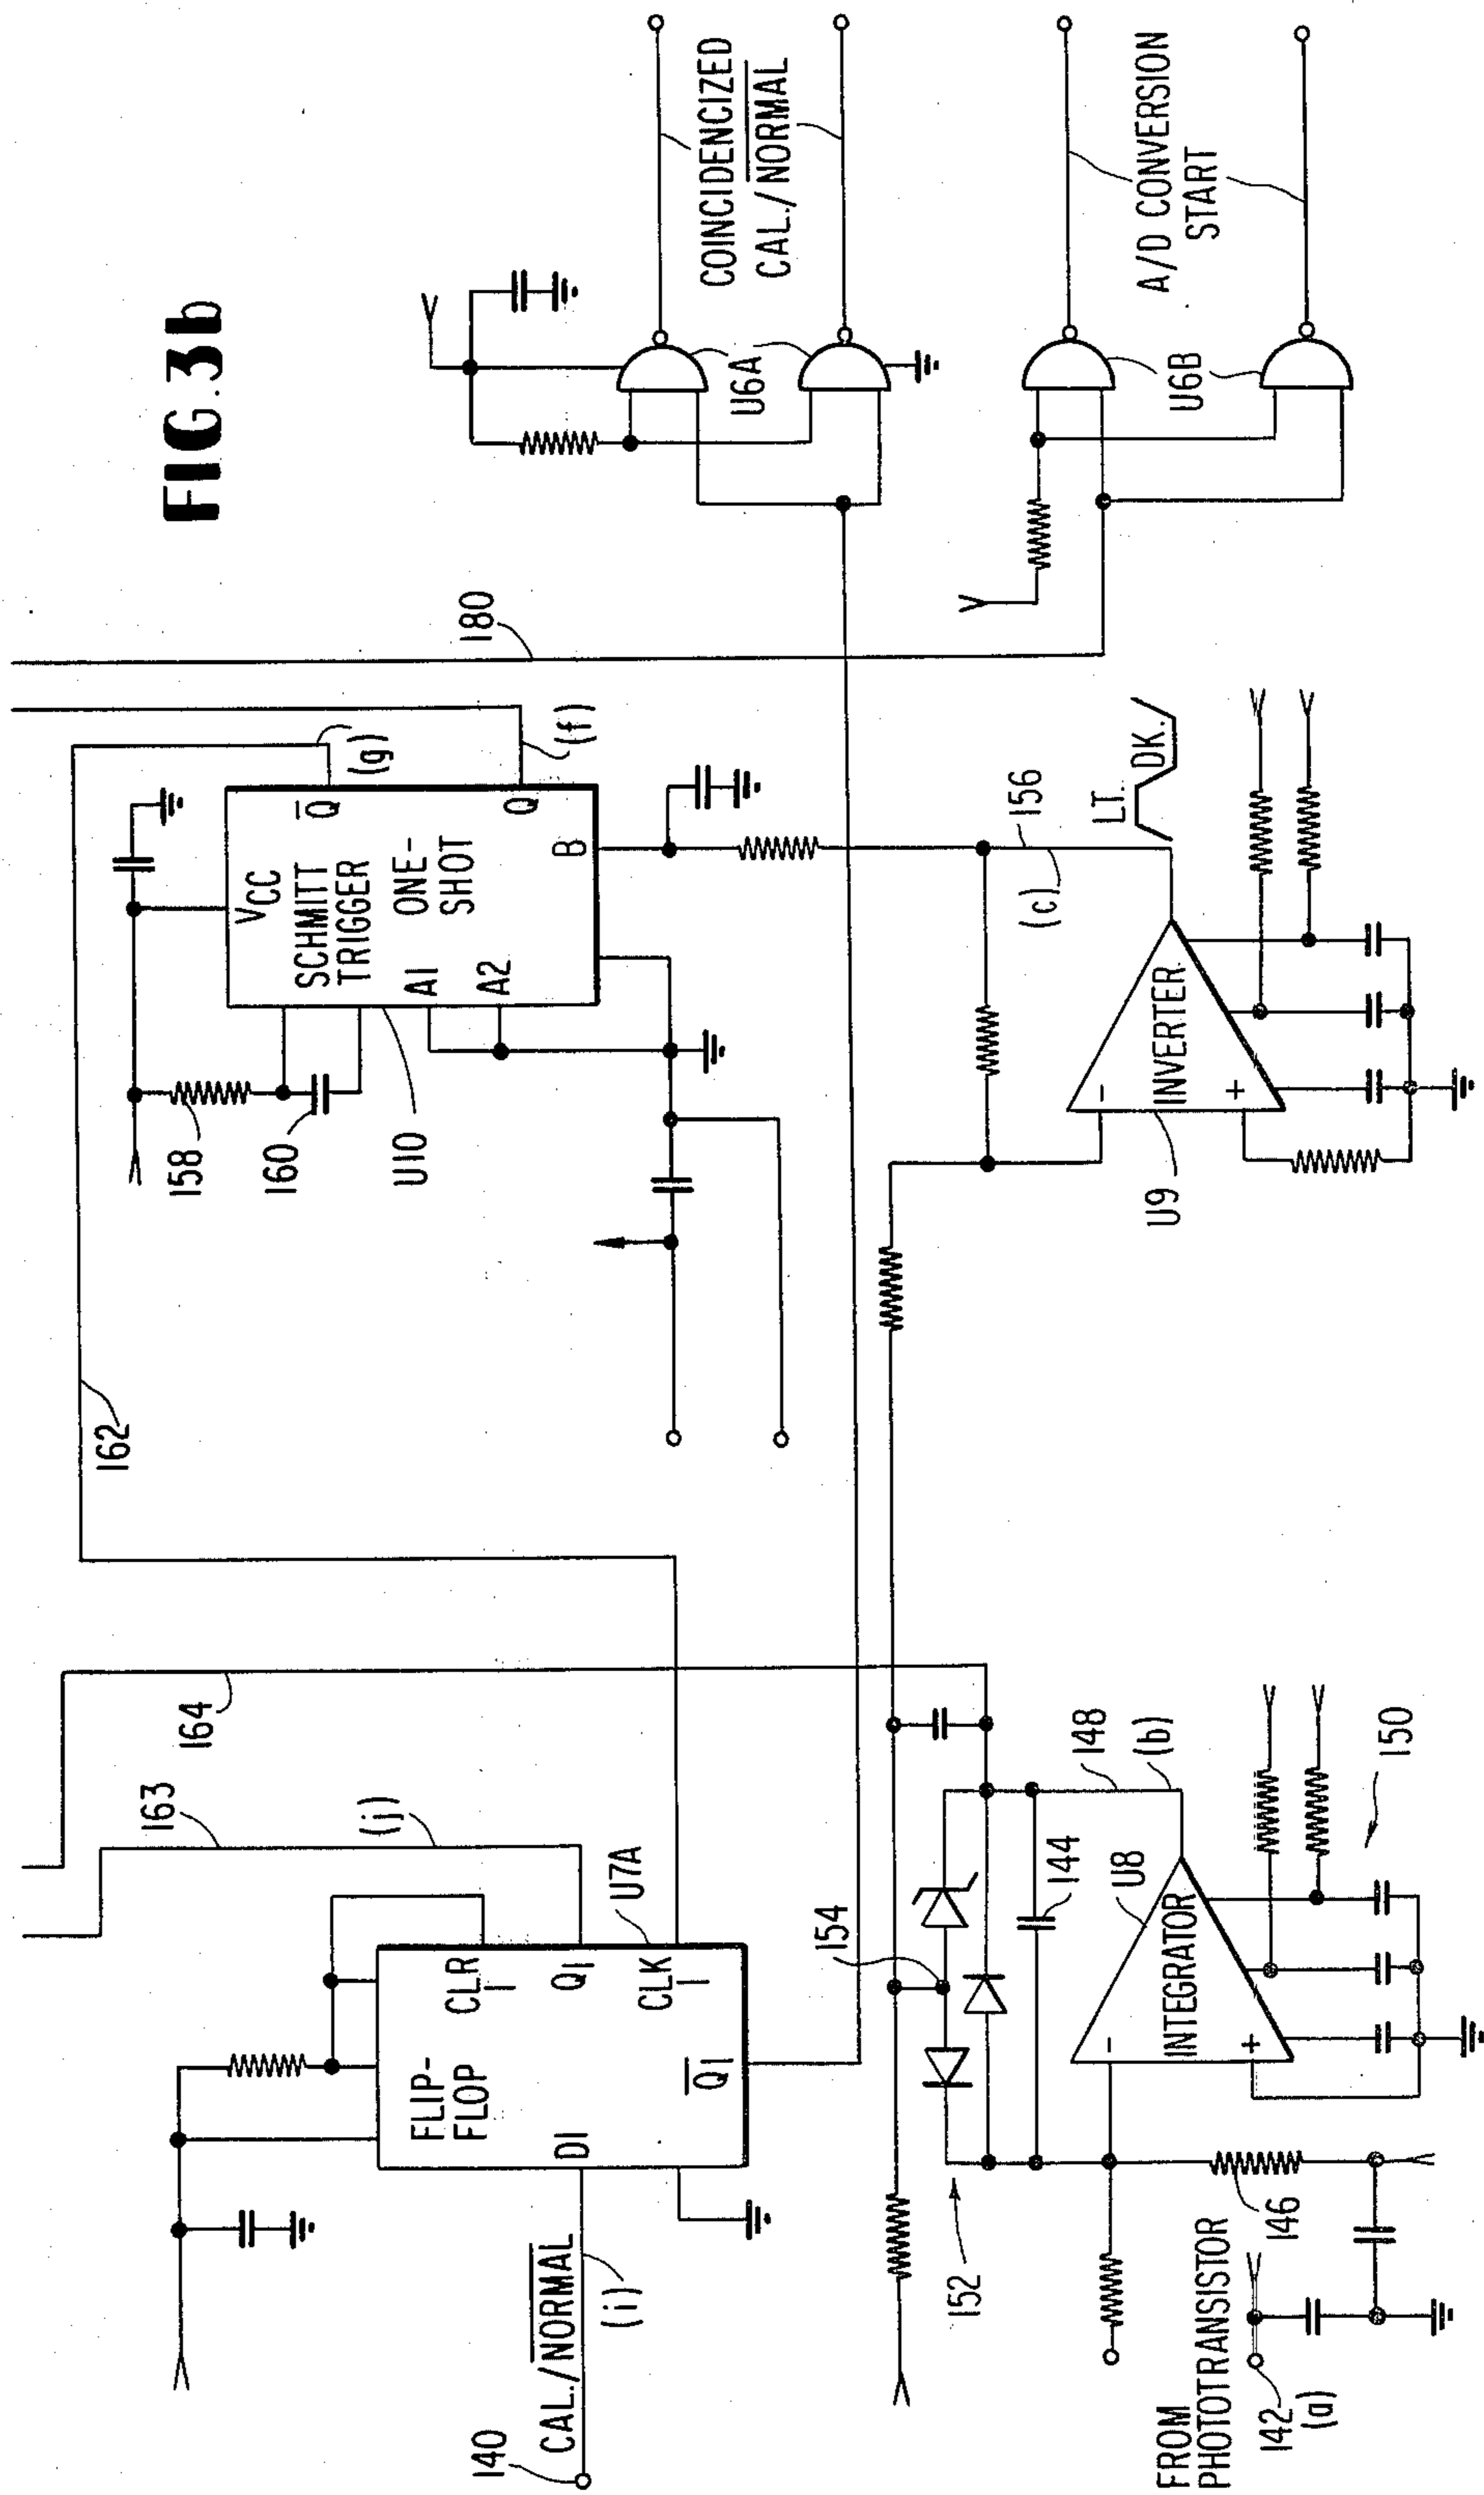 FIG. 3b
162
158
160
U10
VCC
SCHMITT
TRIGGER
ONE-
SHOT
A1
A2
B
Q̅
Q
(g)
(f)
180
COINCIDENCIZED
CAL./N̅O̅R̅M̅A̅L̅
U6A
A/D CONVERSION
START
U6B
164
163
(j)
U7A
FLIP-
FLOP
CLR
1
Q1
CLK
1
Q̅1̅
D1
140
CAL./N̅O̅R̅M̅A̅L̅
(i)
154
152
144
148
(b)
U8
INTEGRATOR
-
+
150
146
FROM
PHOTOTRANSISTOR
142
(a)
U9
INVERTER
-
+
(c)
156
LT.
DK.